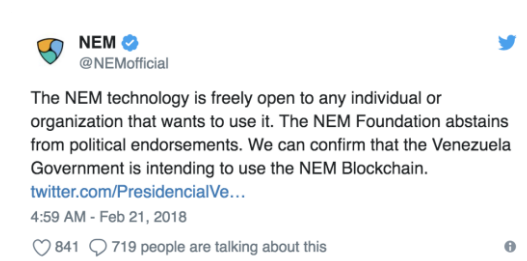 NEM
@NEMofficial
The NEM technology is freely open to any individual or
organization that wants to use it. The NEM Foundation abstains
from political endorsements. We can confirm that the Venezuela
Government is intending to use the NEM Blockchain.
twitter.com/PresidencialVe…
4:59 AM - Feb 21, 2018
841 719 people are talking about this